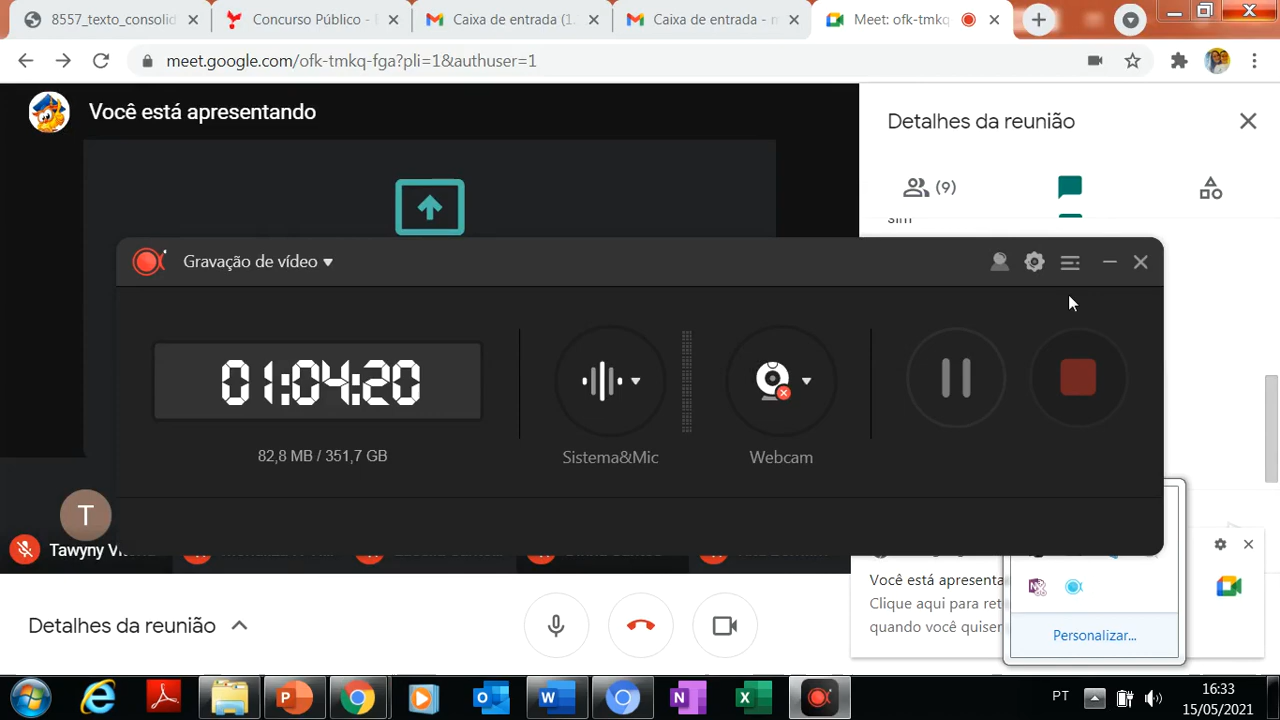 8557_texto_consolid
Concurso Público -
Caixa de entrada (1
Caixa de entrada -
Meet: ofk-tmkq
meet.google.com/ofk-tmkq-fga?pli=1&authuser=1
Você está apresentando
Detalhes da reunião
(9)
sim
Gravação de vídeo
01:04:20
82,8 MB / 351,7 GB
Sistema&Mic
Webcam
T
Tawyny
Você está apresenta
Clique aqui para ret
quando você quiser
Personalizar...
Detalhes da reunião
PT
16:33
15/05/2021